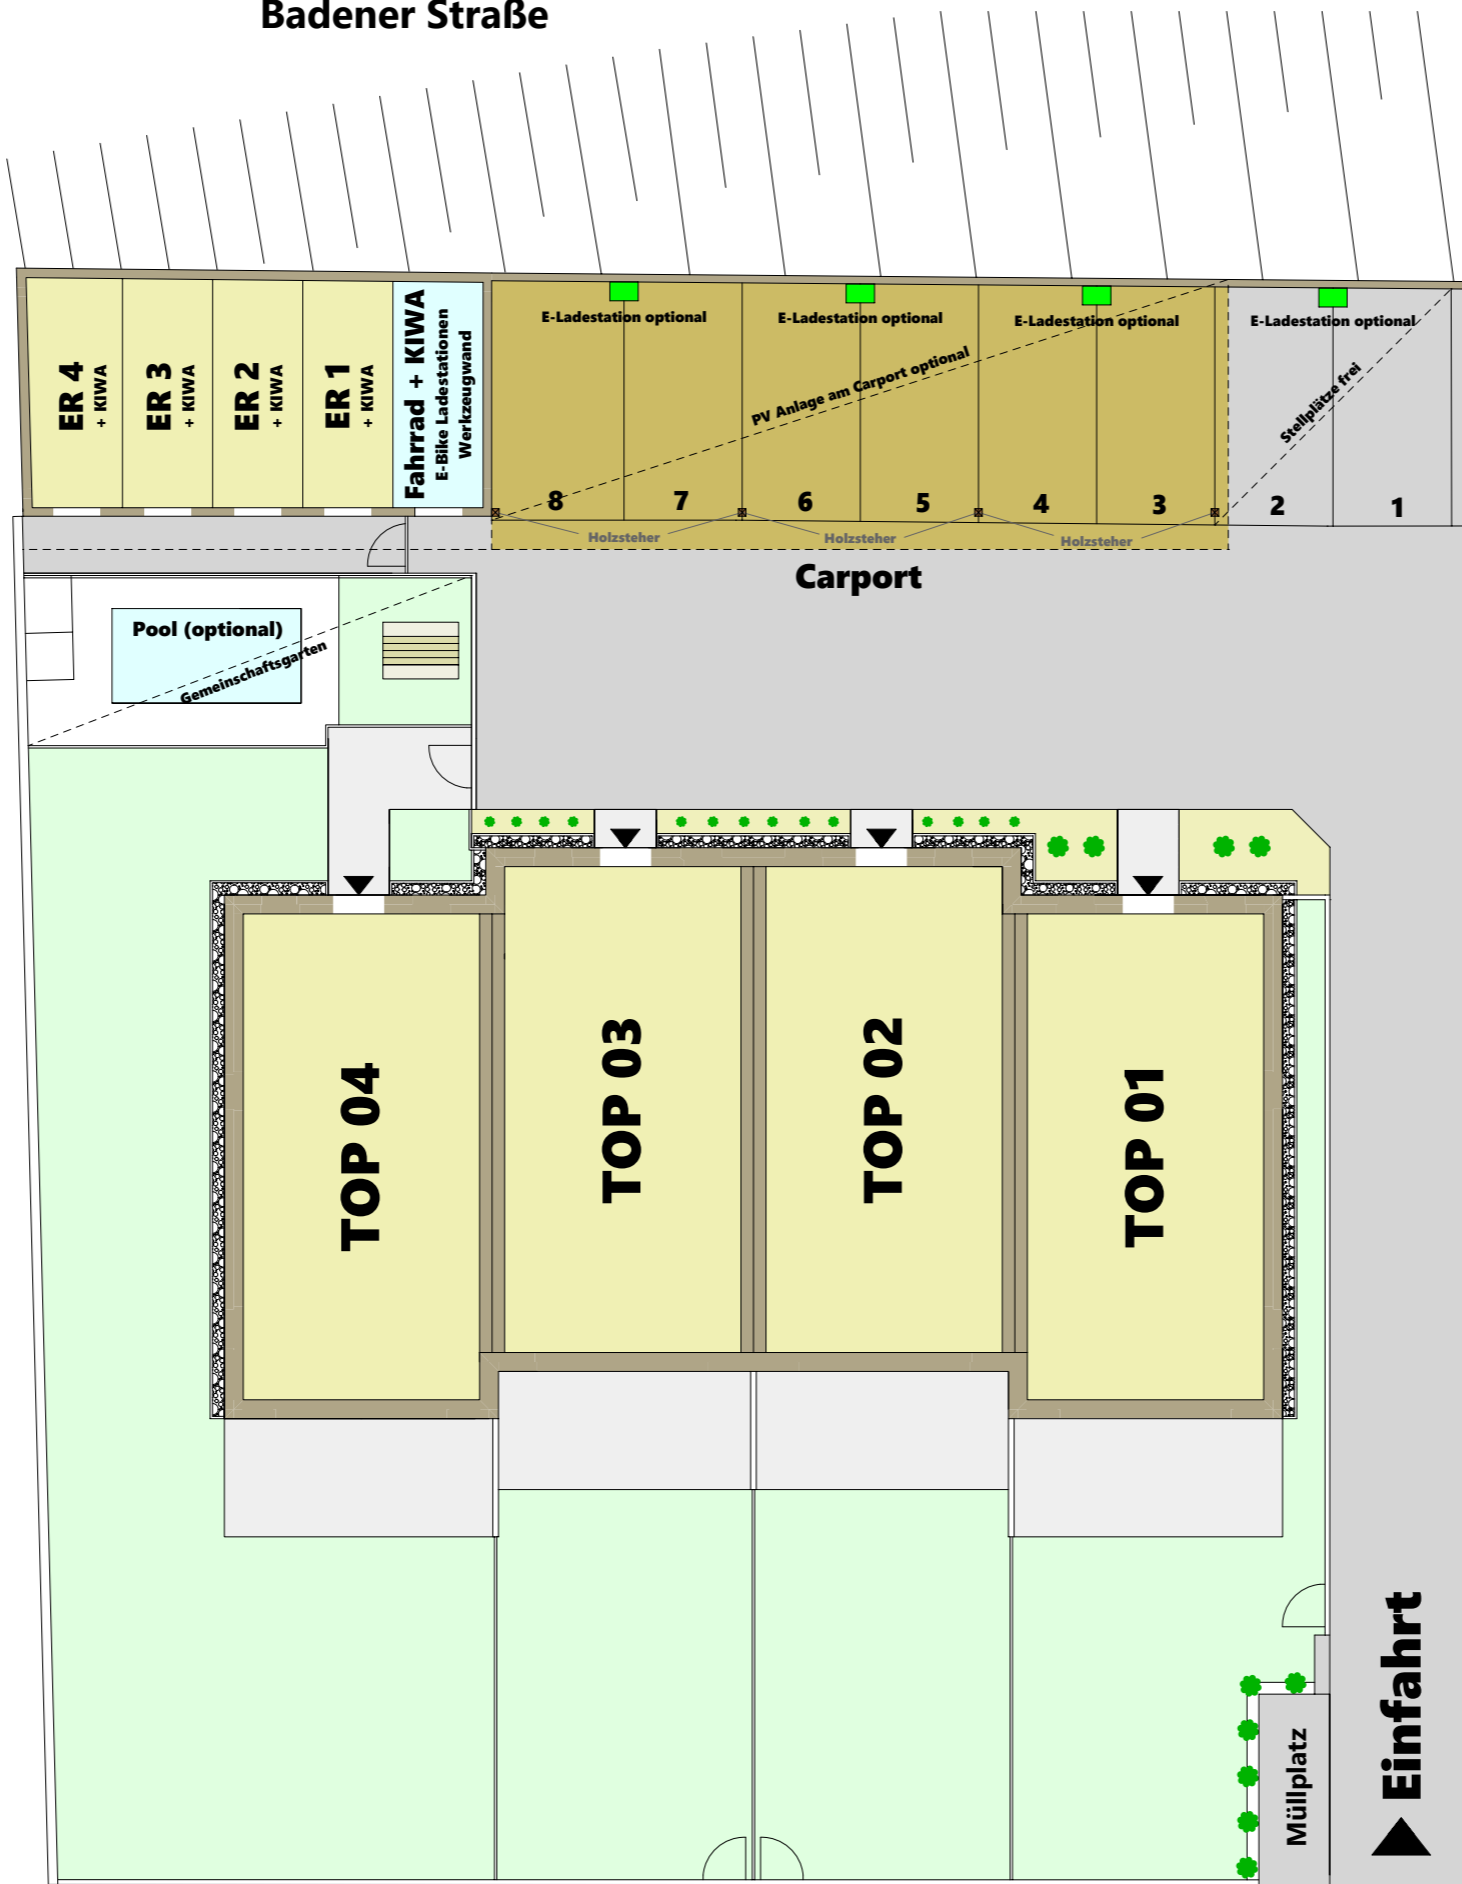 Badener Straße
ER 4
+ KIWA
ER 3
+ KIWA
ER 2
+ KIWA
ER 1
+ KIWA
Fahrrad + KIWA
E-Bike Ladestationen
Werkzeugwand
E-Ladestation optional
E-Ladestation optional
E-Ladestation optional
E-Ladestation optional
PV Anlage am Carport optional
Stellplätze frei
8
7
6
5
4
3
2
1
Holzsteher
Holzsteher
Holzsteher
Carport
Pool (optional)
Gemeinschaftsgarten
TOP 04
TOP 03
TOP 02
TOP 01
Müllplatz
Einfahrt